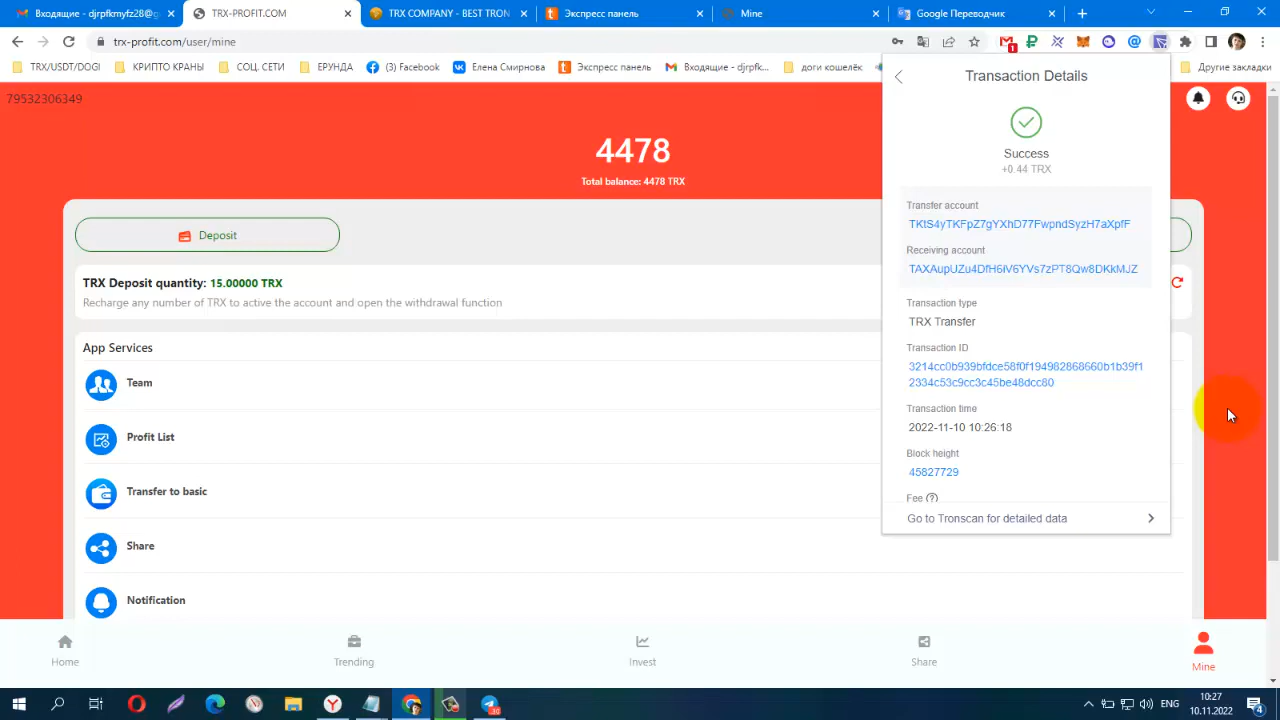 Входящие - djrpfkmyfz28@g
TRX-PROFIT.COM
TRX COMPANY - BEST TRON
Экспресс панель
Mine
Google Переводчик
trx-profit.com/user/mine
1
TRX/USDT/DOGI
КРИПТО КРАНЫ
СОЦ. СЕТИ
ЕРУНДА
(3) Facebook
Елена Смирнова
Экспресс панель
Входящие - djrpfk...
доги кошелёк
Другие закладки
79532306349
4478
Total balance: 4478 TRX
Deposit
TRX Deposit quantity: 15.00000 TRX
Recharge any number of TRX to active the account and open the withdrawal function
App Services
Team
Profit List
Transfer to basic
Share
Notification
Transaction Details
Success
+0.44 TRX
Transfer account
TKtS4yTKFpZ7gYXhD77FwpndSyzH7aXpfF
Receiving account
TAXAupUZu4DfH6iV6YVs7zPT8Qw8DKkMJZ
Transaction type
TRX Transfer
Transaction ID
3214cc0b939bfdce58f0f194982868660b1b39f1
2334c53c9cc3c45be48dcc80
Transaction time
2022-11-10 10:26:18
Block height
45827729
Fee
Go to Tronscan for detailed data
Home
Trending
Invest
Share
Mine
ENG
10:27
10.11.2022
4